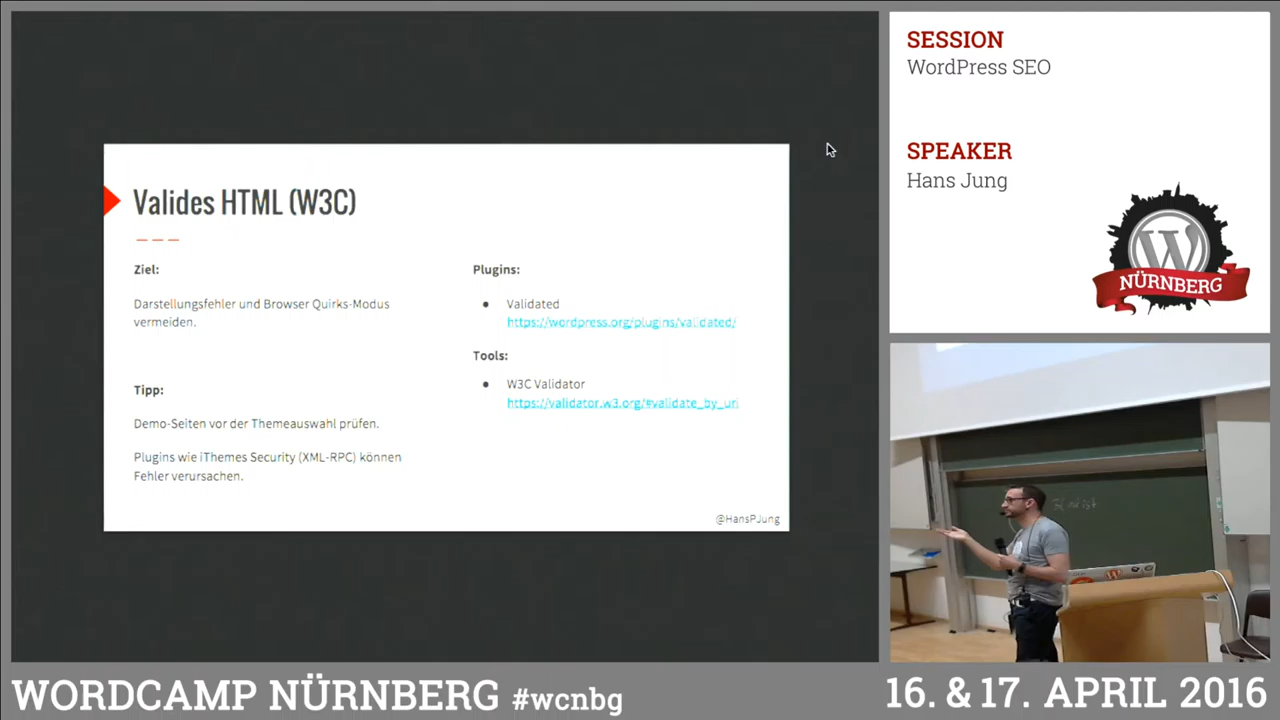 Valides HTML (W3C)
Ziel:
Darstellungsfehler und Browser Quirks-Modus
vermeiden.
Tipp:
Demo-Seiten vor der Themeauswahl prüfen.
Plugins wie iThemes Security (XML-RPC) können
Fehler verursachen.
Plugins:
● Validated
https://wordpress.org/plugins/validated/
Tools:
● W3C Validator
https://validator.w3.org/#validate_by_uri
@HansPJung
SESSION
WordPress SEO
SPEAKER
Hans Jung
W
NÜRNBERG
WORDCAMP NÜRNBERG #wcnbg
16. & 17. APRIL 2016